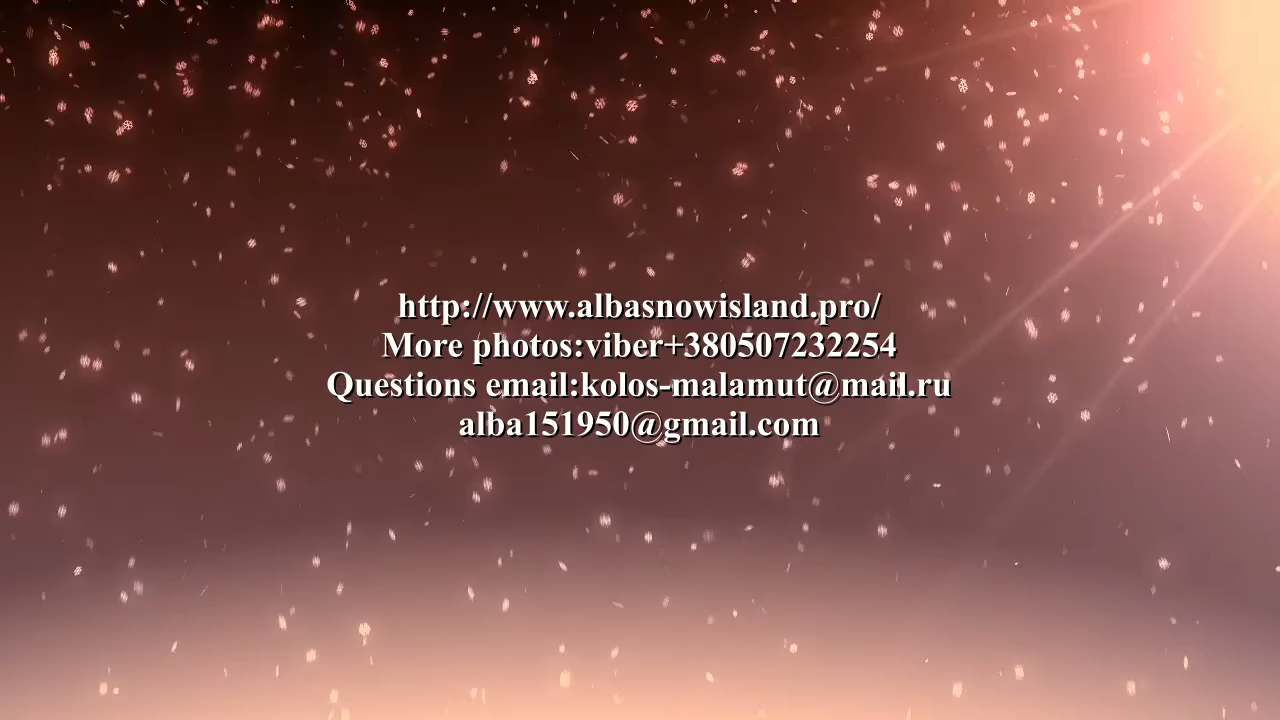 http://www.albasnowisland.pro/
More photos:viber+380507232254
Questions email:kolos-malamut@mail.ru
alba151950@gmail.com